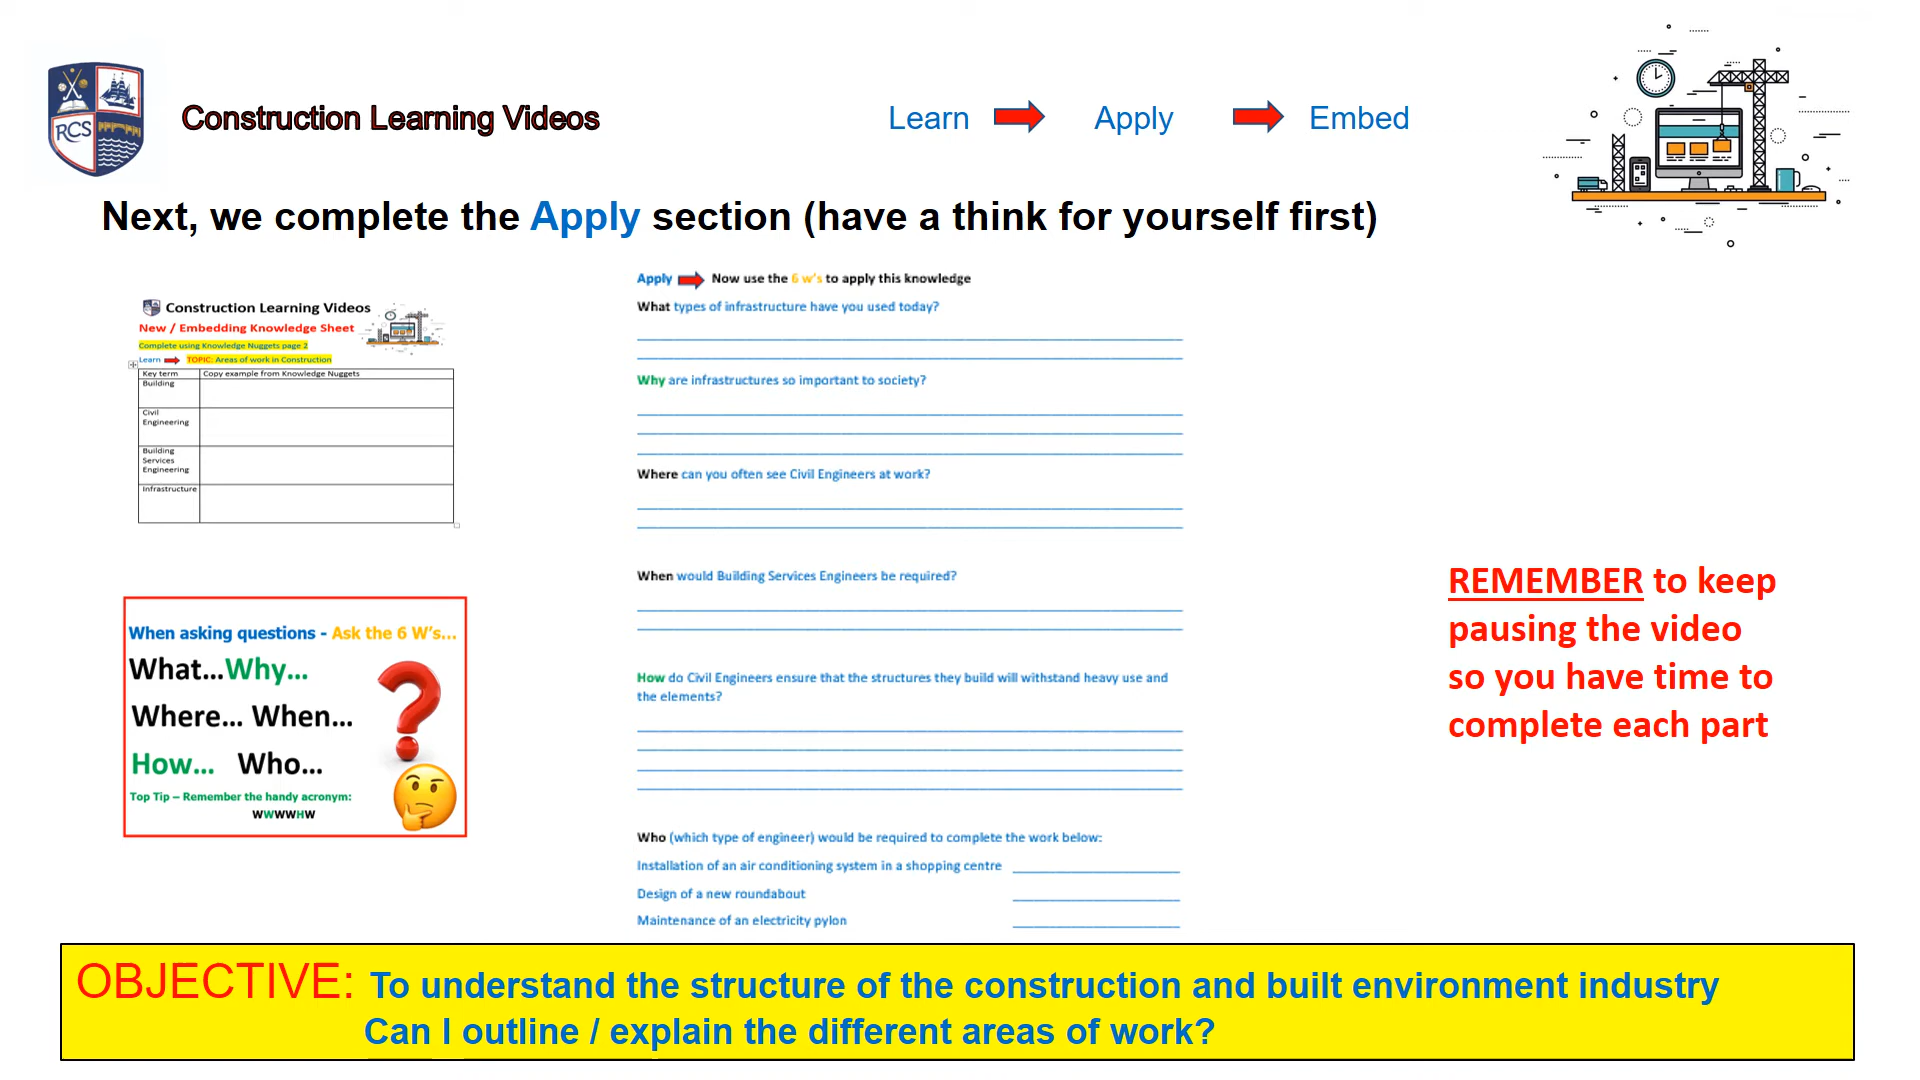 RCS
Construction Learning Videos
Learn Apply Embed
Next, we complete the Apply section (have a think for yourself first)
Construction Learning Videos
New / Embedding Knowledge Sheet
Complete using Knowledge Nuggets page 2
Learn TOPIC: Areas of work in Construction
Key term Copy example from Knowledge Nuggets
Building
Civil
Engineering
Building
Services
Engineering
Infrastructure
When asking questions - Ask the 6 W's...
What...Why...
Where... When...
How... Who...
Top Tip – Remember the handy acronym:
WWWWHW
Apply Now use the 6 w's to apply this knowledge
What types of infrastructure have you used today?
Why are infrastructures so important to society?
Where can you often see Civil Engineers at work?
When would Building Services Engineers be required?
How do Civil Engineers ensure that the structures they build will withstand heavy use and
the elements?
Who (which type of engineer) would be required to complete the work below:
Installation of an air conditioning system in a shopping centre
Design of a new roundabout
Maintenance of an electricity pylon
REMEMBER to keep
pausing the video
so you have time to
complete each part
OBJECTIVE: To understand the structure of the construction and built environment industry
Can I outline / explain the different areas of work?